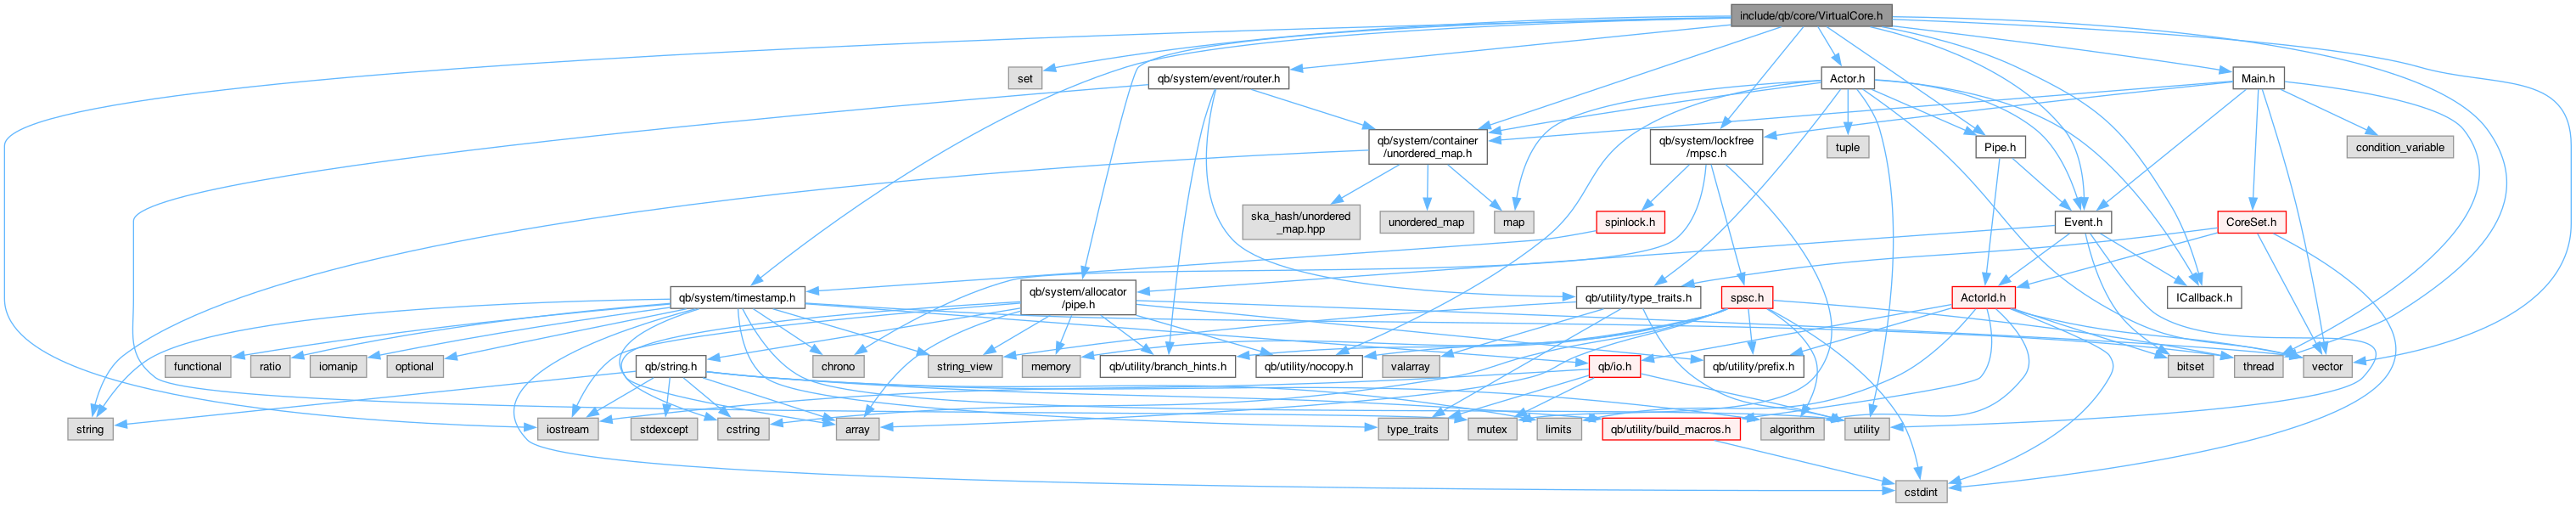 include/qb/core/VirtualCore.h
set
qb/system/event/router.h
Actor.h
Main.h
qb/system/container
/unordered_map.h
qb/system/lockfree
/mpsc.h
tuple
Pipe.h
condition_variable
ska_hash/unordered
_map.hpp
unordered_map
map
spinlock.h
Event.h
CoreSet.h
qb/system/timestamp.h
qb/system/allocator
/pipe.h
qb/utility/type_traits.h
spsc.h
ActorId.h
ICallback.h
functional
ratio
iomanip
optional
qb/string.h
chrono
string_view
memory
qb/utility/branch_hints.h
qb/utility/nocopy.h
valarray
qb/io.h
qb/utility/prefix.h
bitset
thread
vector
string
iostream
stdexcept
cstring
array
type_traits
mutex
limits
qb/utility/build_macros.h
algorithm
utility
cstdint